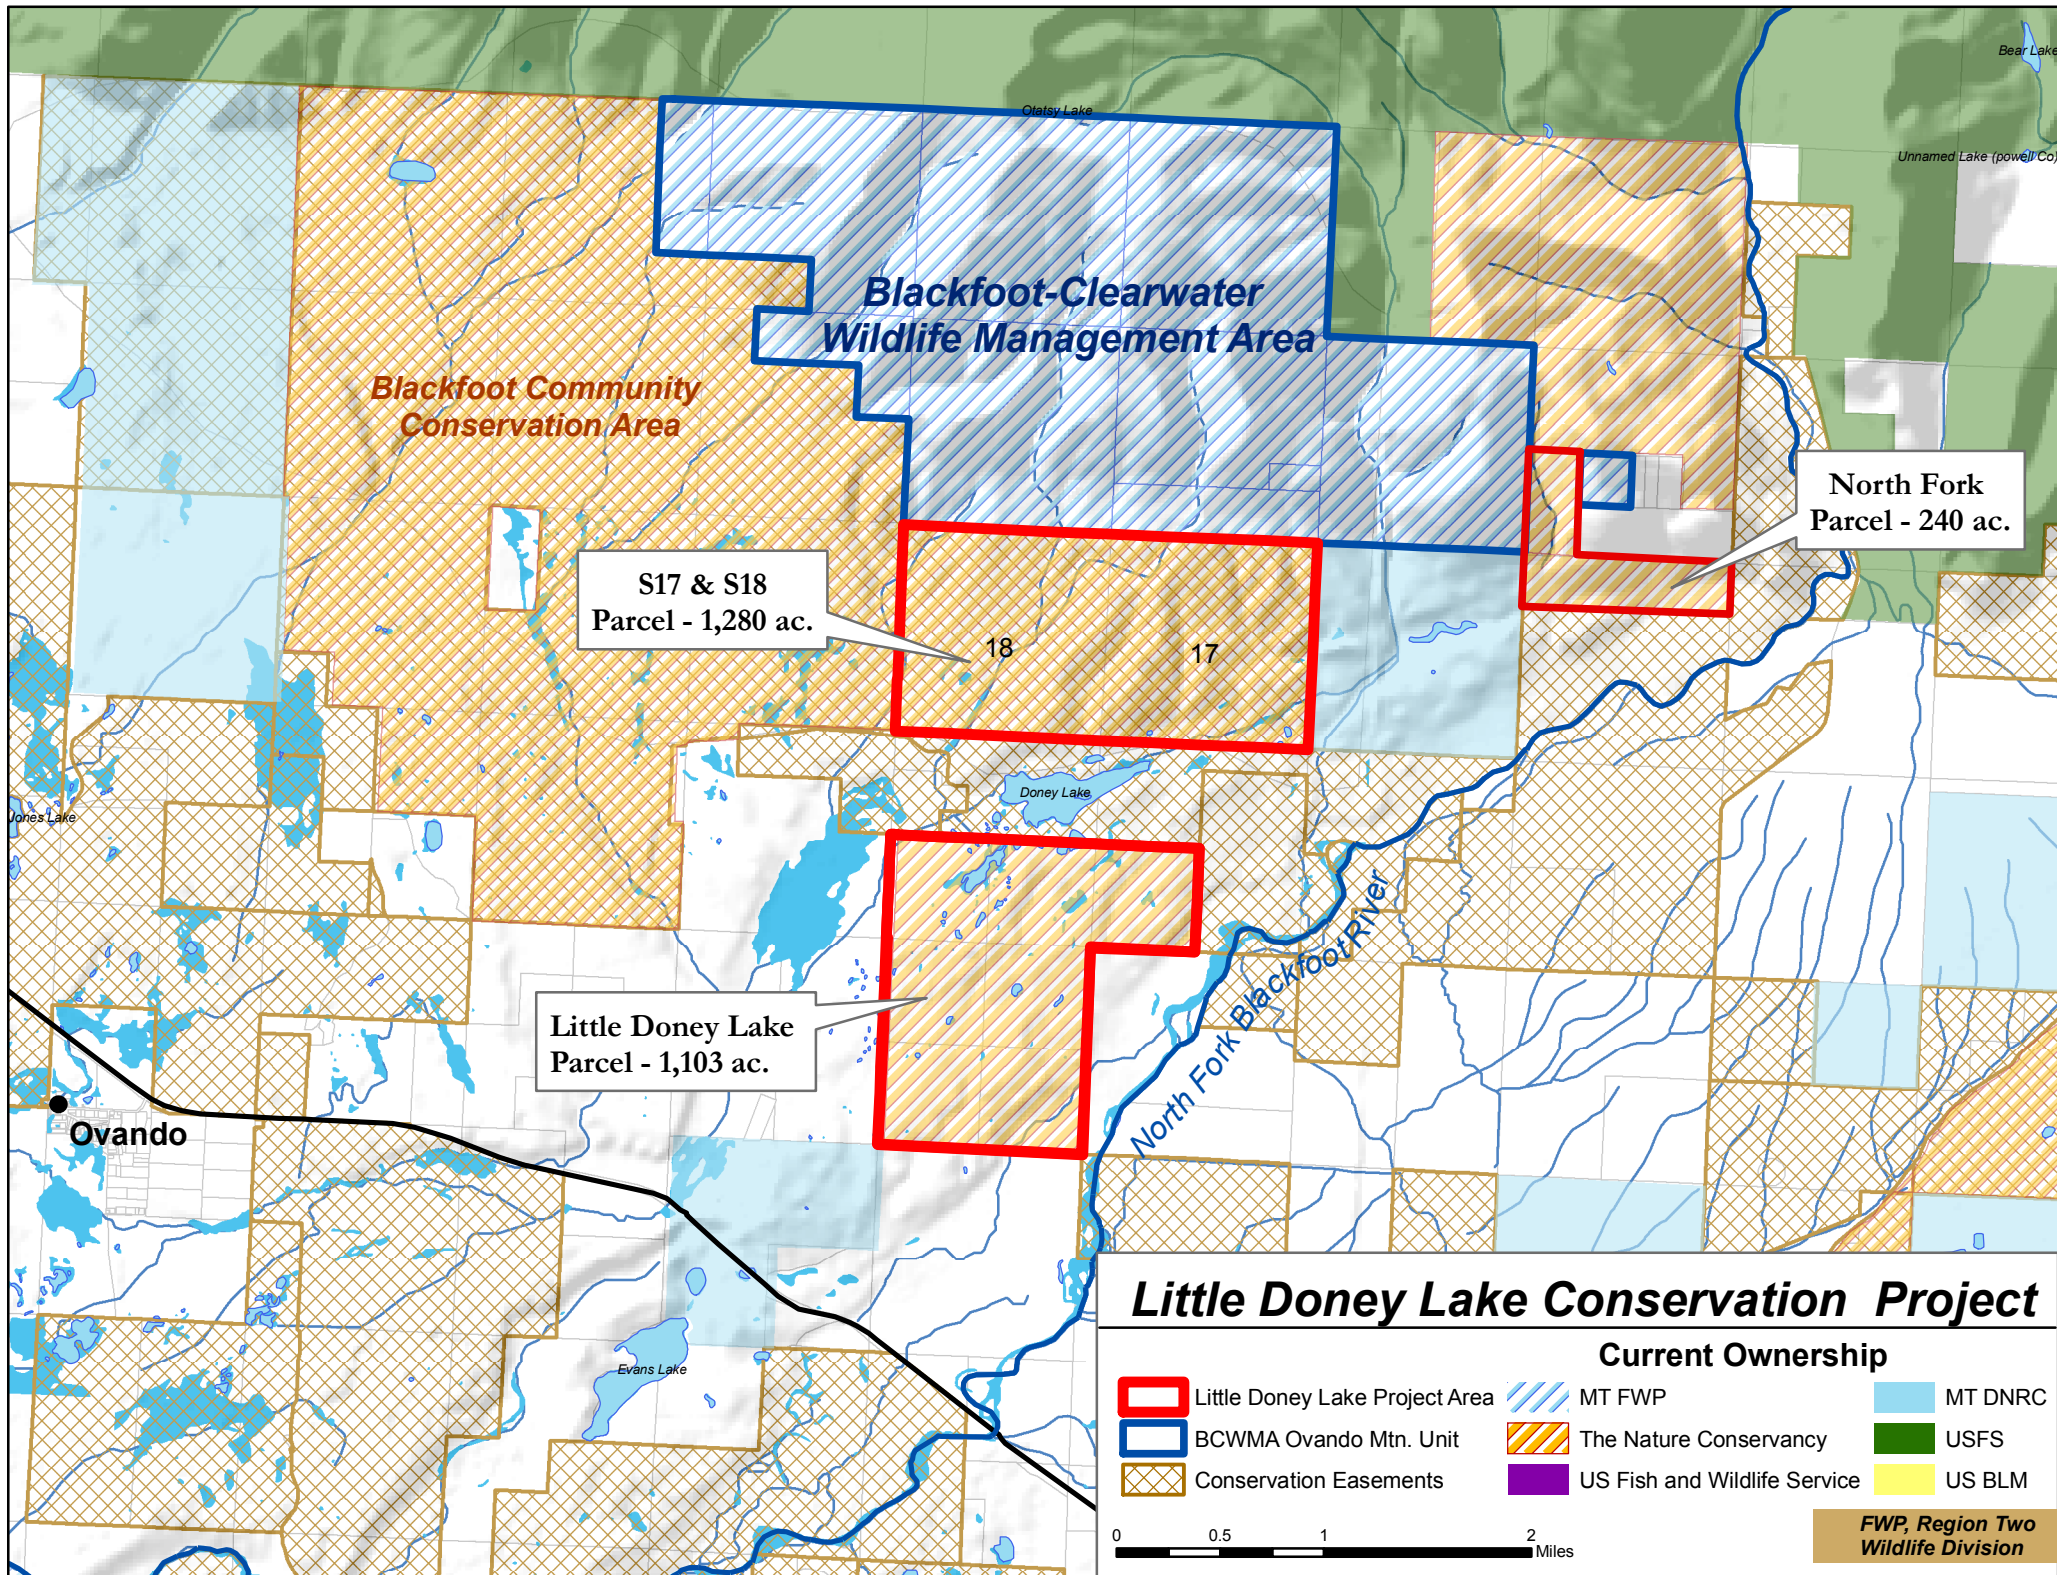 Bear Lake
Otatsy Lake
Unnamed Lake (powell Co)
Blackfoot-Clearwater
Wildlife Management Area
Blackfoot Community
Conservation Area
North Fork
Parcel - 240 ac.
S17 & S18
Parcel - 1,280 ac.
18
17
Doney Lake
Jones Lake
Little Doney Lake
Parcel - 1,103 ac.
North Fork Blackfoot River
Ovando
Evans Lake
Little Doney Lake Conservation Project
Current Ownership
Little Doney Lake Project Area
MT FWP
MT DNRC
BCWMA Ovando Mtn. Unit
The Nature Conservancy
USFS
Conservation Easements
US Fish and Wildlife Service
US BLM
0 0.5 1 2
Miles
FWP, Region Two
Wildlife Division